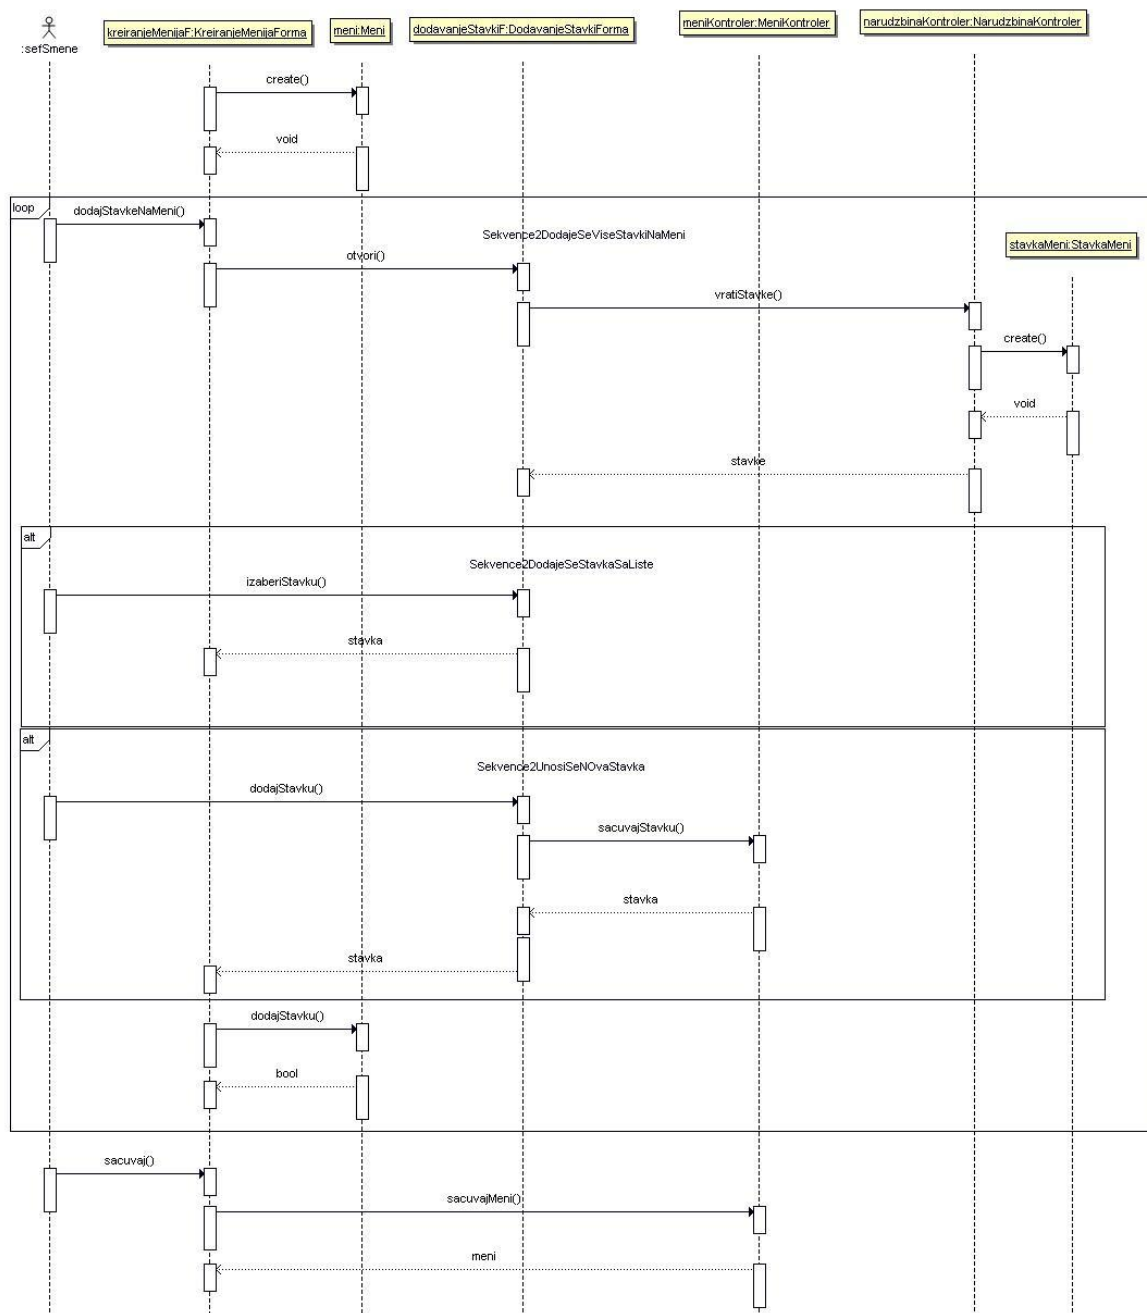 :sefSmene
kreiranjeMenijaF:KreiranjeMenijaForma
meni:Meni
dodavanjeStavkiF:DodavanjeStavkiForma
meniKontroler:MeniKontroler
narudzbinaKontroler:NarudzbinaKontroler
create()
void
loop
dodajStavkeNaMeni()
Sekvence2DodajeSeViseStavkiNaMeni
stavkaMeni:StavkaMeni
otvori()
vratiStavke()
create()
void
stavke
alt
Sekvence2DodajeSeStavkaSaListe
izaberiStavku()
stavka
alt
Sekvence2UnosiSeNOvaStavka
dodajStavku()
sacuvajStavku()
stavka
stavka
dodajStavku()
bool
sacuvaj()
sacuvajMeni()
meni